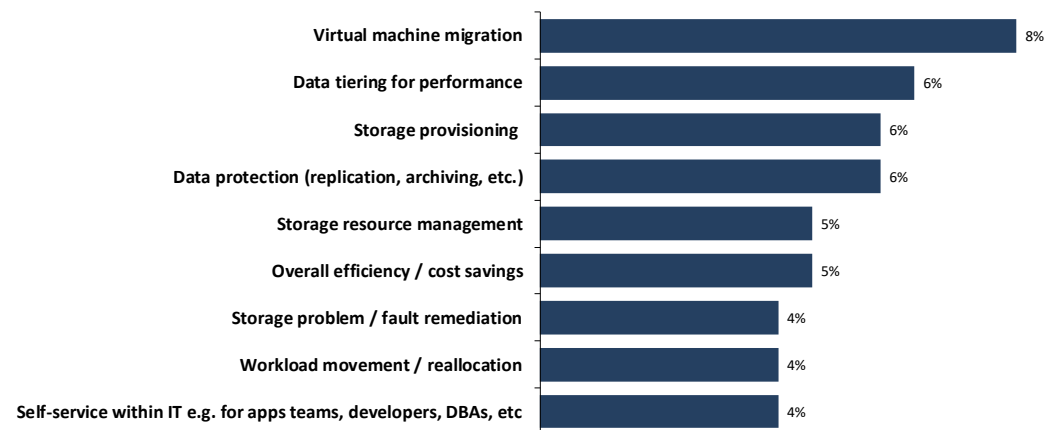 Virtual machine migration 8%
Data tiering for performance 6%
Storage provisioning 6%
Data protection (replication, archiving, etc.) 6%
Storage resource management 5%
Overall efficiency / cost savings 5%
Storage problem / fault remediation 4%
Workload movement / reallocation 4%
Self-service within IT e.g. for apps teams, developers, DBAs, etc 4%